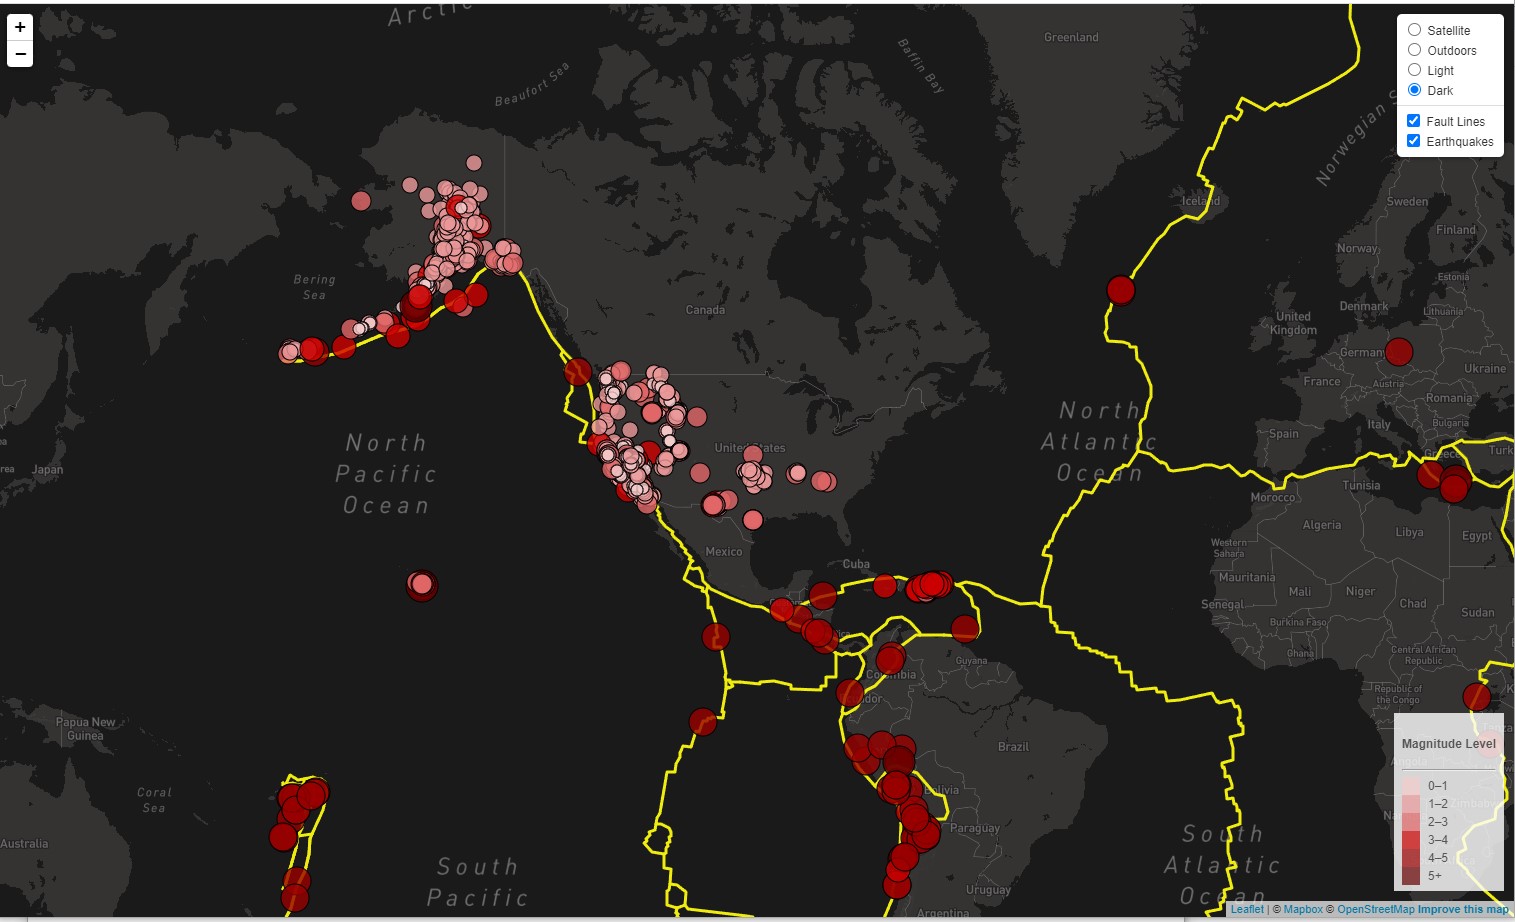 +
−
Arctic
Beaufort Sea
Baffin Bay
Greenland
Norwegian S
Satellite
Outdoors
Light
Dark
Fault Lines
Earthquakes
Iceland
Sweden
Finland
Norway
Estonia
Bering
Sea
Canada
Denmark
Lithuania
United
Kingdom
Germany
Ukraine
France
Austria
Romania
North
Atlantic
Ocean
Italy
Bulgaria
Spain
Greece
Turk
North
Pacific
Ocean
United States
rea
Japan
Tunisia
Morocco
Algeria
Libya
Egypt
Mexico
Cuba
Western
Sahara
Mauritania
Mali
Niger
Chad
Sudan
Senegal
Burkina Faso
Ghana
Central African
Republic
Guyana
Colombia
Republic of
the Congo
Papua New
Guinea
Brazil
Magnitude Level
Angola
0–1
1–2
2–3
3–4
4–5
5+
Coral
Sea
Bolivia
Paraguay
Australia
South
Atlantic
Ocean
South
Pacific
Uruguay
Argentina
Leaflet | © Mapbox © OpenStreetMap Improve this map